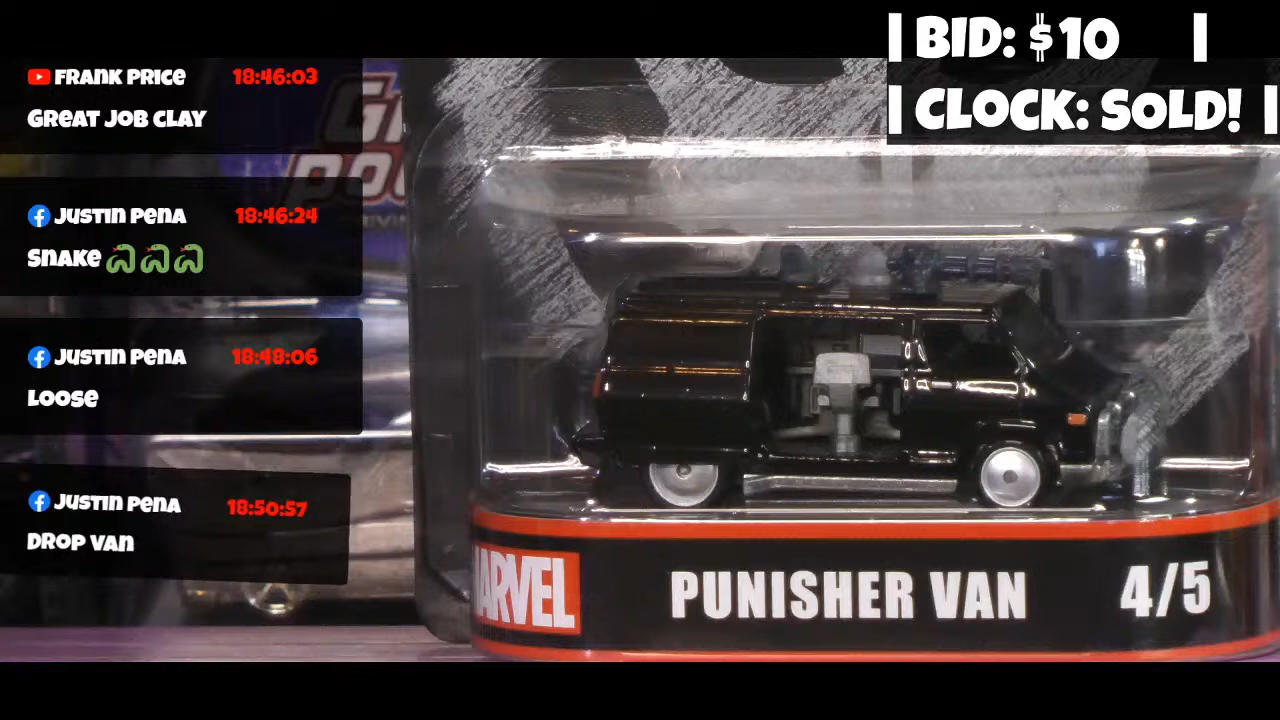 | BID: $10 |
| CLOCK: SOLD! |
FRANK PRICE 18:46:03
GREAT JOB CLAY
JUSTIN PENA 18:46:24
SNAKE 🐍🐍🐍
JUSTIN PENA 18:48:06
LOOSE
JUSTIN PENA 18:50:57
DROP VAN
MARVEL
PUNISHER VAN
4/5